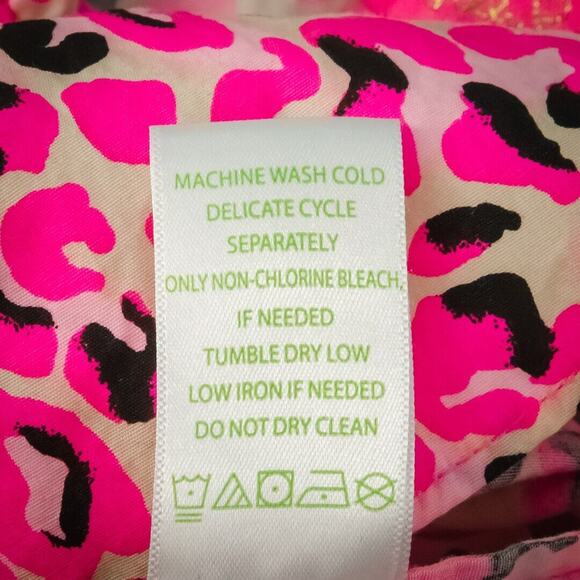 MACHINE WASH COLD
DELICATE CYCLE
SEPARATELY
ONLY NON-CHLORINE BLEACH,
IF NEEDED
TUMBLE DRY LOW
LOW IRON IF NEEDED
DO NOT DRY CLEAN